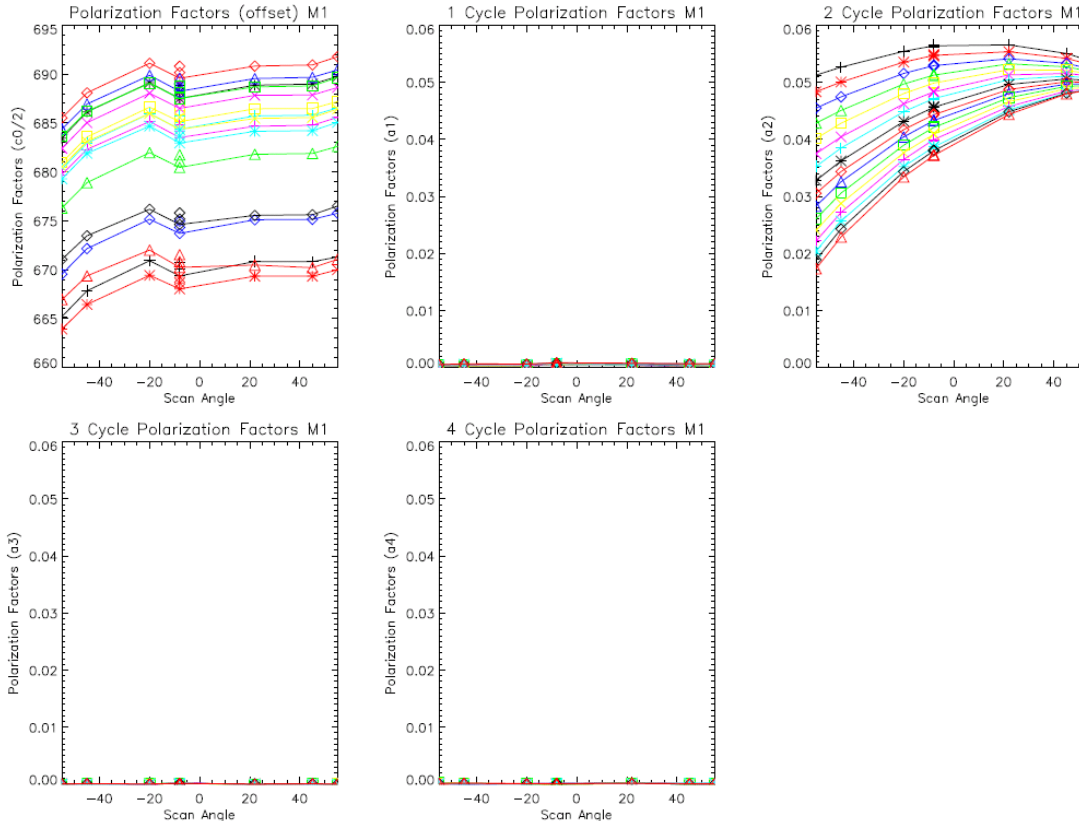 Polarization Factors (offset) M1
695
690
685
680
675
670
665
660
Polarization Factors (c0/2)
−40 −20 0 20 40
Scan Angle
1 Cycle Polarization Factors M1
0.06
0.05
0.04
0.03
0.02
0.01
0.00
Polarization Factors (a1)
−40 −20 0 20 40
Scan Angle
2 Cycle Polarization Factors M1
0.06
0.05
0.04
0.03
0.02
0.01
0.00
Polarization Factors (a2)
−40 −20 0 20 40
Scan Angle
3 Cycle Polarization Factors M1
0.06
0.05
0.04
0.03
0.02
0.01
0.00
Polarization Factors (a3)
−40 −20 0 20 40
Scan Angle
4 Cycle Polarization Factors M1
0.06
0.05
0.04
0.03
0.02
0.01
0.00
Polarization Factors (a4)
−40 −20 0 20 40
Scan Angle